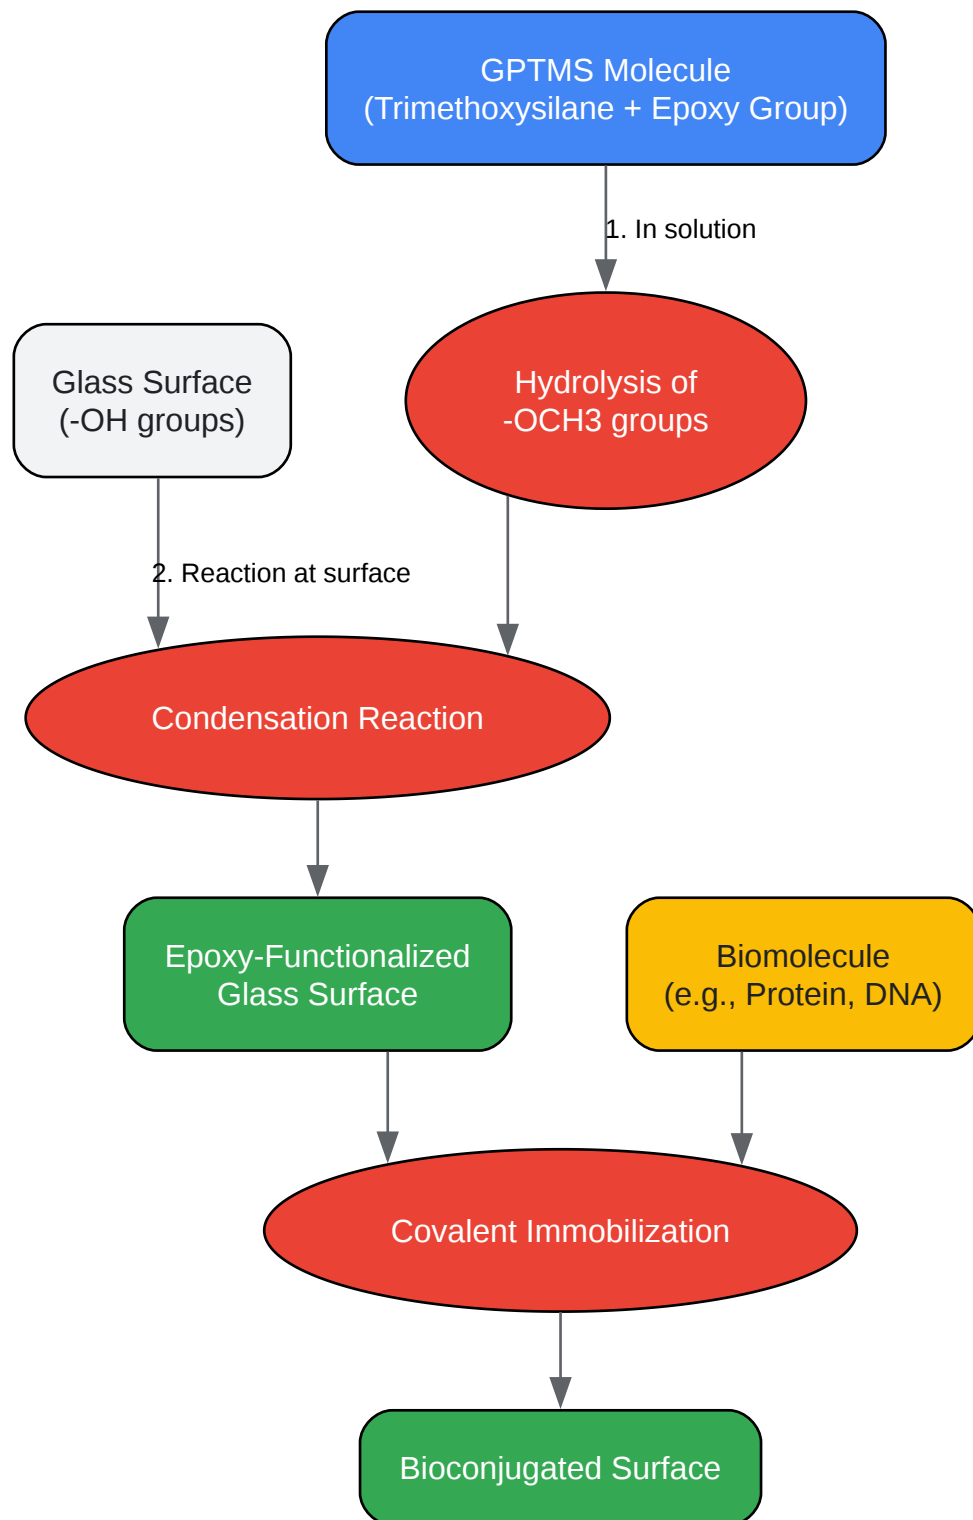 GPTMS Molecule
(Trimethoxysilane + Epoxy Group)
1. In solution
Glass Surface
(-OH groups)
Hydrolysis of
-OCH3 groups
2. Reaction at surface
Condensation Reaction
Epoxy-Functionalized
Glass Surface
Biomolecule
(e.g., Protein, DNA)
Covalent Immobilization
Bioconjugated Surface